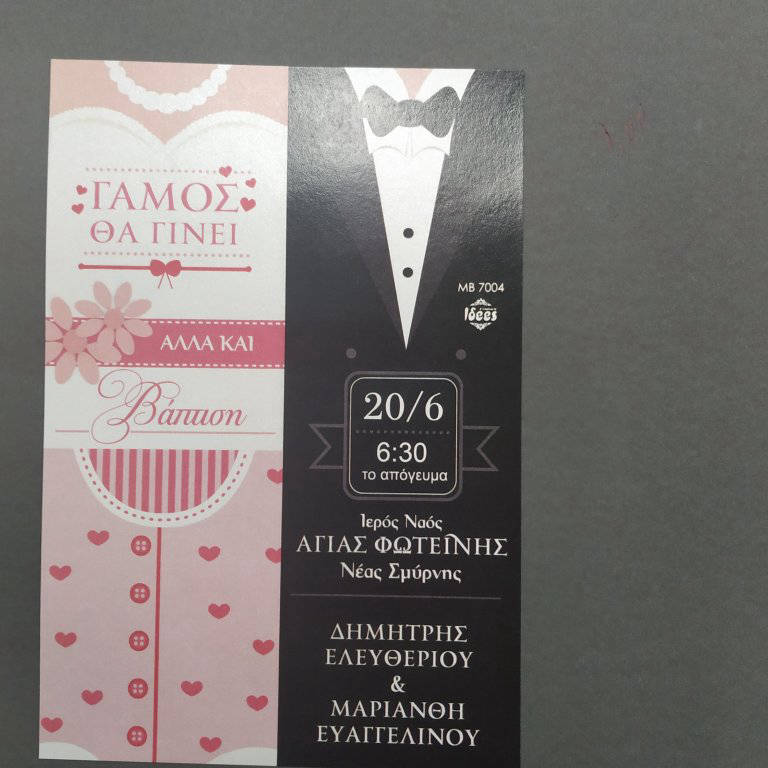 ΓΑΜΟΣ
ΘΑ ΓΙΝΕΙ
ΑΛΛΑ ΚΑΙ
Βάπτιση
MB 7004
Ιδέες
20/6
6:30
το απόγευμα
Ιερός Ναός
ΑΓΙΑΣ ΦΩΤΕΙΝΗΣ
Νέας Σμύρνης
ΔΗΜΗΤΡΗΣ
ΕΛΕΥΘΕΡΙΟΥ
&
ΜΑΡΙΑΝΘΗ
ΕΥΑΓΓΕΛΙΝΟΥ